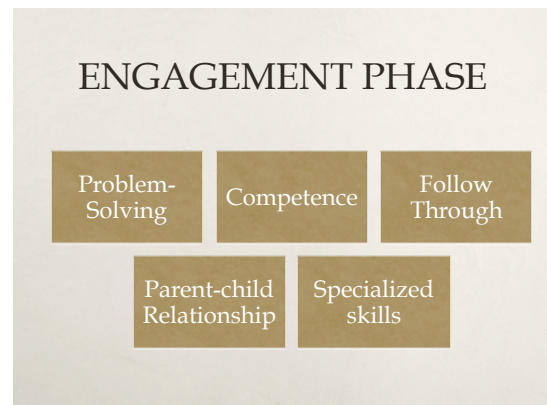 ENGAGEMENT PHASE
Problem-
Solving
Competence
Follow
Through
Parent-child
Relationship
Specialized
skills